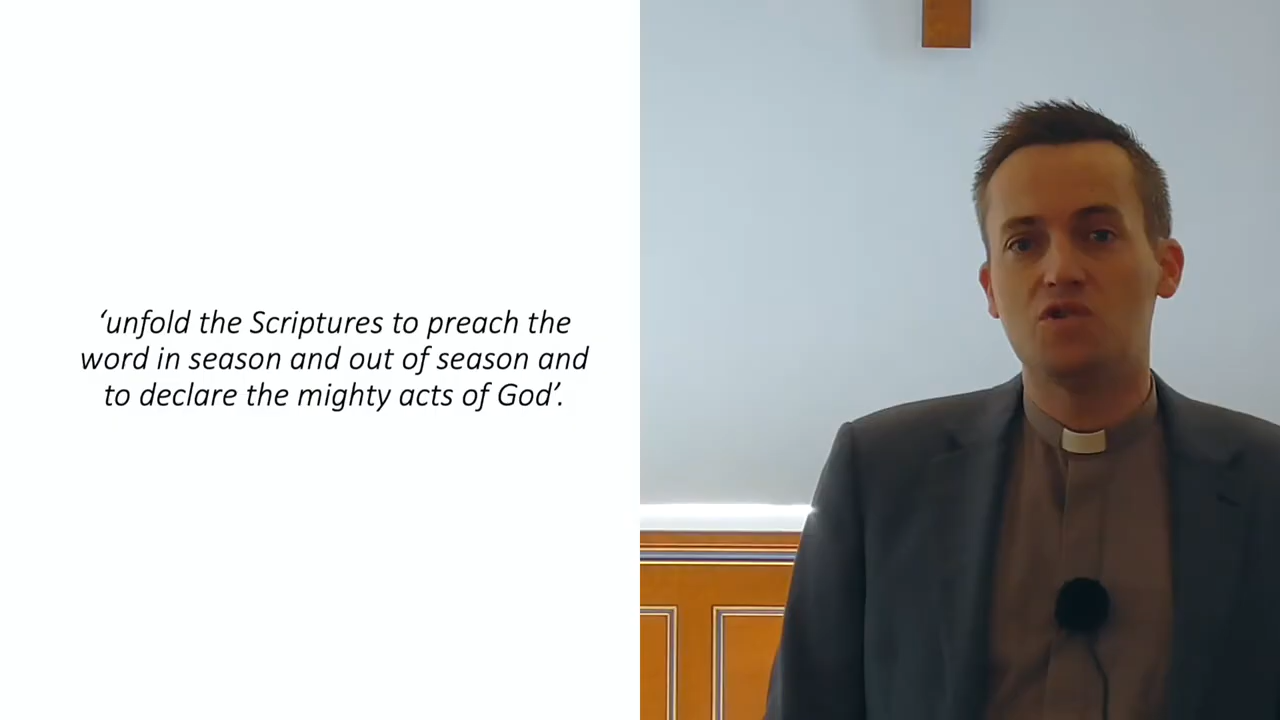 ‘unfold the Scriptures to preach the
word in season and out of season and
to declare the mighty acts of God’.